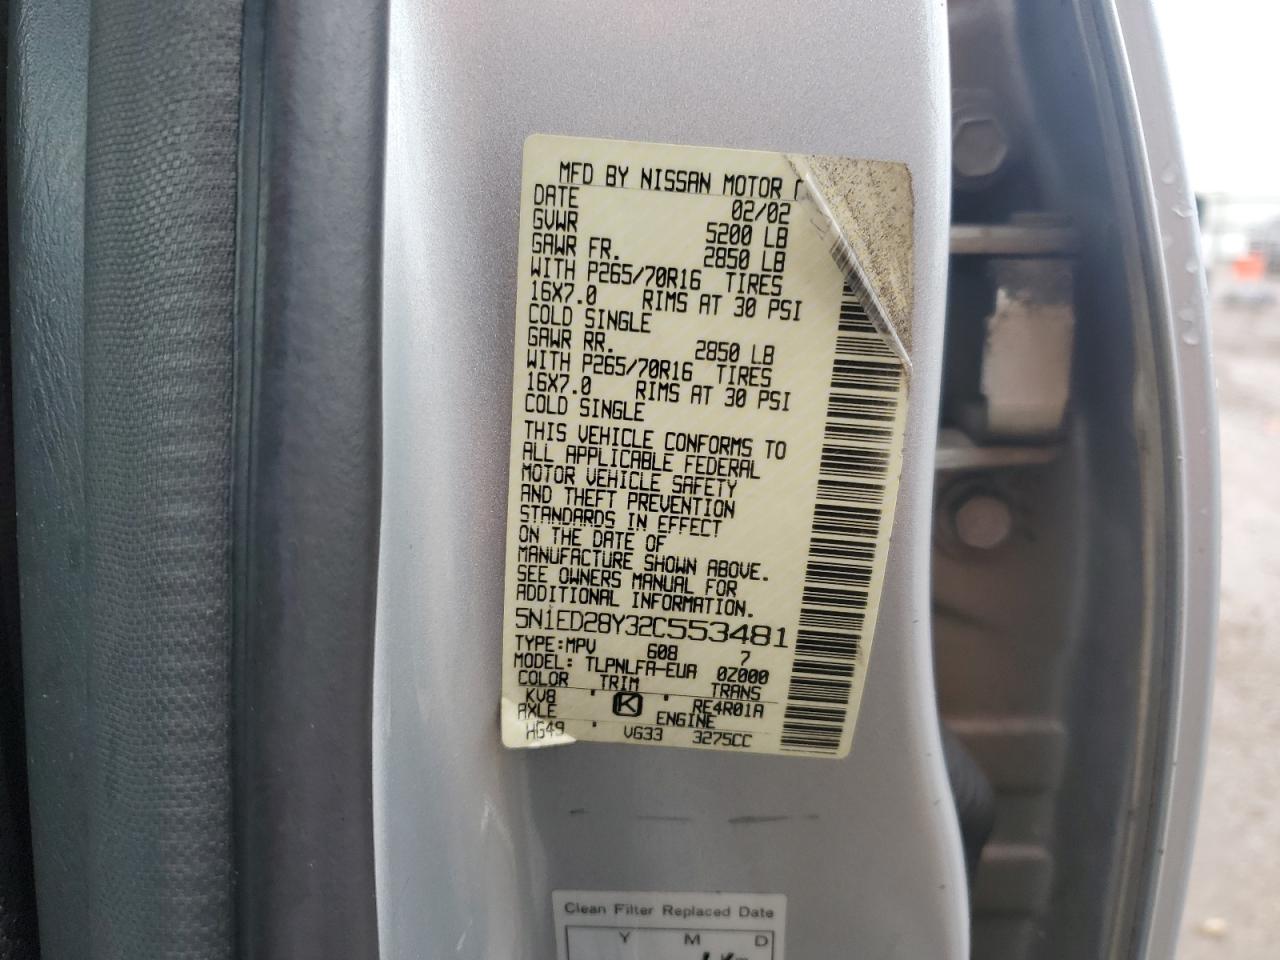 MFD BY NISSAN MOTOR
DATE 02/02
GVWR 5200 LB
GAWR FR. 2850 LB
WITH P265/70R16 TIRES
16X7.0 RIMS AT 30 PSI
COLD SINGLE
GAWR RR. 2850 LB
WITH P265/70R16 TIRES
16X7.0 RIMS AT 30 PSI
COLD SINGLE
THIS VEHICLE CONFORMS TO
ALL APPLICABLE FEDERAL
MOTOR VEHICLE SAFETY
AND THEFT PREVENTION
STANDARDS IN EFFECT
ON THE DATE OF
MANUFACTURE SHOWN ABOVE.
SEE OWNERS MANUAL FOR
ADDITIONAL INFORMATION.
5N1ED28Y32C553481
TYPE:MPV 608 7
MODEL: TLPNLFA-EUA 0Z000
COLOR TRIM TRANS
KV8 K RE4R01A
AXLE ENGINE
HG49 VG33 3275CC
Clean Filter Replaced Date
Y M D